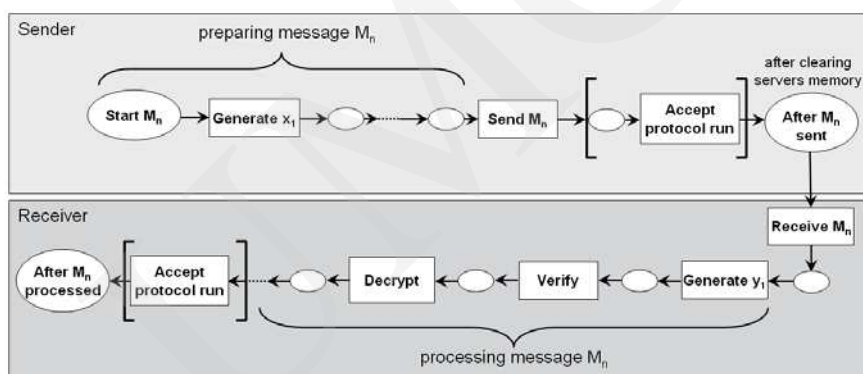 Sender
preparing message Mn
after clearing
servers memory
Start Mn
Generate x1
Send Mn
Accept
protocol run
After Mn
sent
Receiver
Receive Mn
After Mn
processed
Accept
protocol run
Decrypt
Verify
Generate y1
processing message Mn